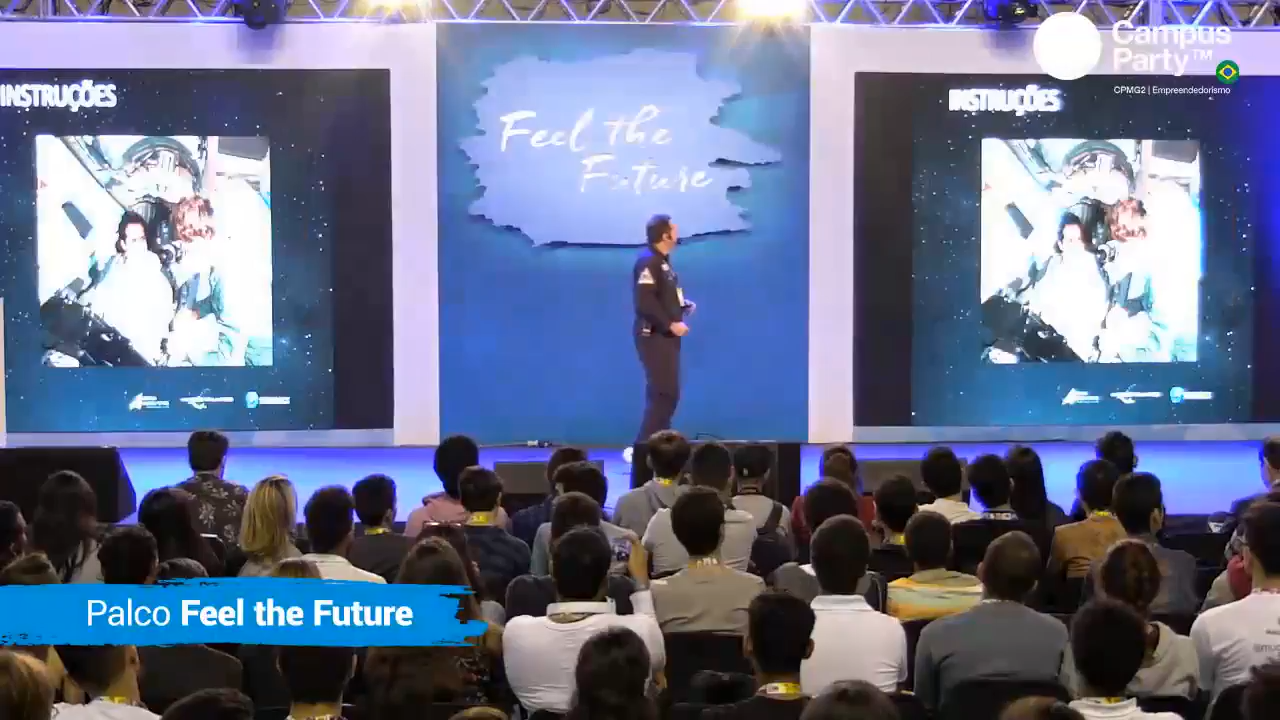 INSTRUÇÕES
Feel the
Future
INSTRUÇÕES
Campus
Party™
CPMG2 | Empreendedorismo
Palco Feel the Future